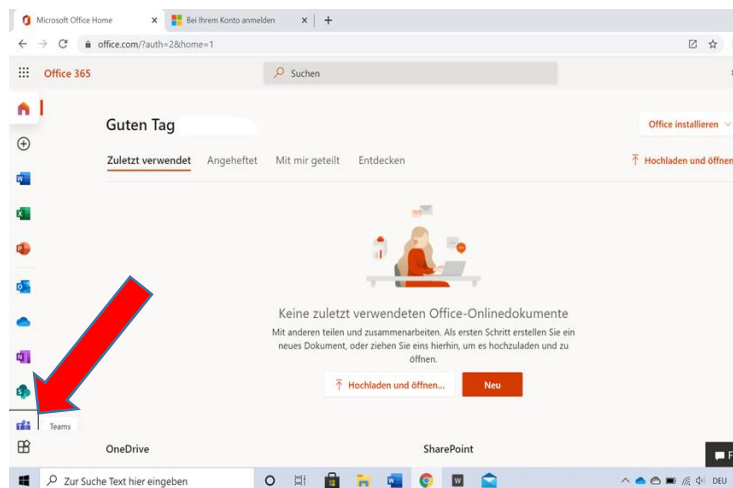 Microsoft Office Home
Bei Ihrem Konto anmelden
office.com/?auth=2&home=1
Office 365
Suchen
Guten Tag
Office installieren
Zuletzt verwendet
Angeheftet
Mit mir geteilt
Entdecken
Hochladen und öffnen
Keine zuletzt verwendeten Office-Onlinedokumente
Mit anderen teilen und zusammenarbeiten. Als ersten Schritt erstellen Sie ein
neues Dokument, oder ziehen Sie eins hierhin, um es hochzuladen und zu
öffnen.
Hochladen und öffnen...
Neu
Teams
OneDrive
SharePoint
F
Zur Suche Text hier eingeben
DEU